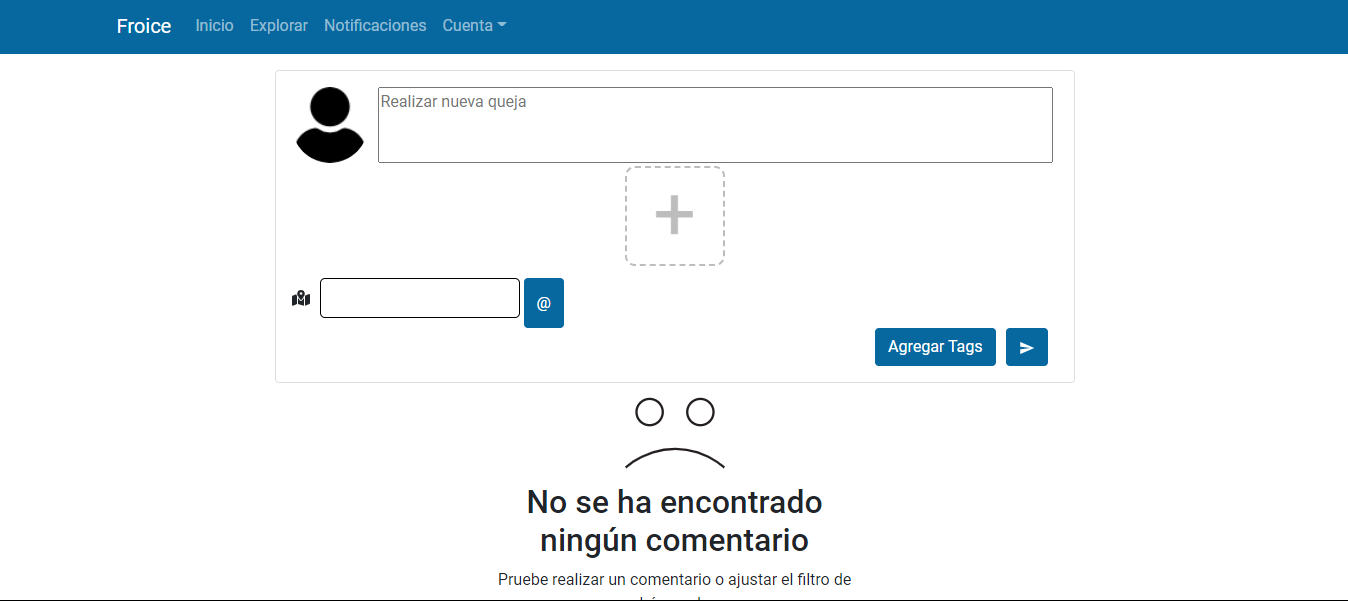 Froice Inicio Explorar Notificaciones Cuenta
Realizar nueva queja
@
Agregar Tags
No se ha encontrado
ningún comentario
Pruebe realizar un comentario o ajustar el filtro de